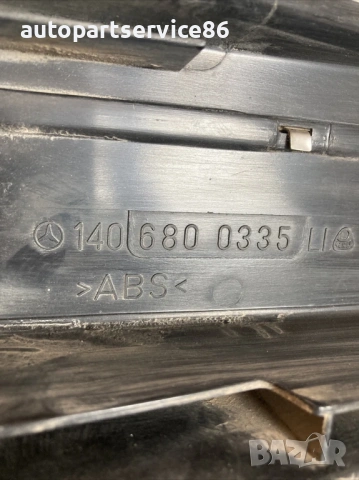 autopartservice86
140 680 0335 LI
>ABS<
BAZAR